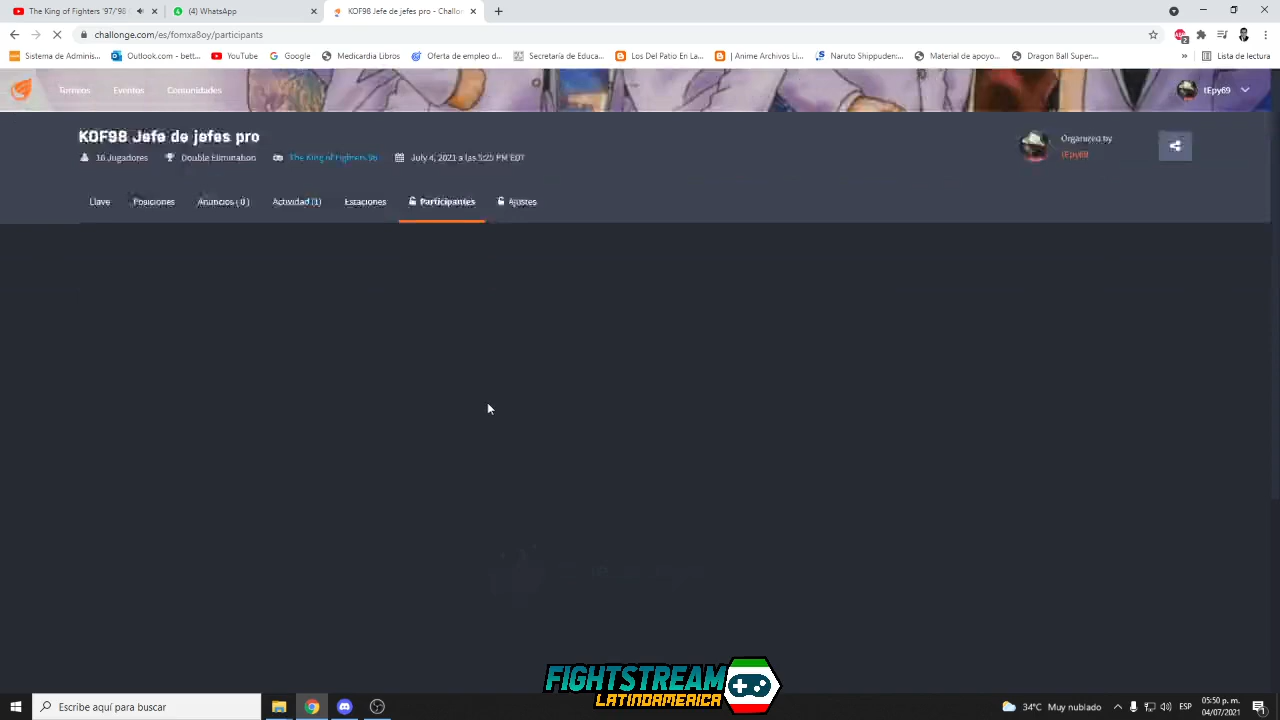 The King of Fighters '97/'98
(4) WhatsApp
KOF98 Jefe de jefes pro - Challon
challonge.com/es/fomxa8oy/participants
Sistema de Adminis...
Outlook.com - bett...
YouTube
Google
Medicardia Libros
Oferta de empleo d...
Secretaría de Educa...
Los Del Patio En La...
| Anime Archivos Li...
Naruto Shippuden:...
Material de apoyo...
Dragon Ball Super:...
»
Lista de lectura
Torneos
Eventos
Comunidades
tEpy69
KOF98 Jefe de jefes pro
16 Jugadores
Double Elimination
The King of Fighters 98
July 4, 2021 a las 5:25 PM EDT
Organized by
tEpy69
Llave
Posiciones
Anuncios (0)
Actividad (1)
Estaciones
Participantes
Ajustes
FIGHTSTREAM
LATINOAMERICA
Escribe aquí para buscar
34°C Muy nublado
ESP
05:50 p. m.
04/07/2021